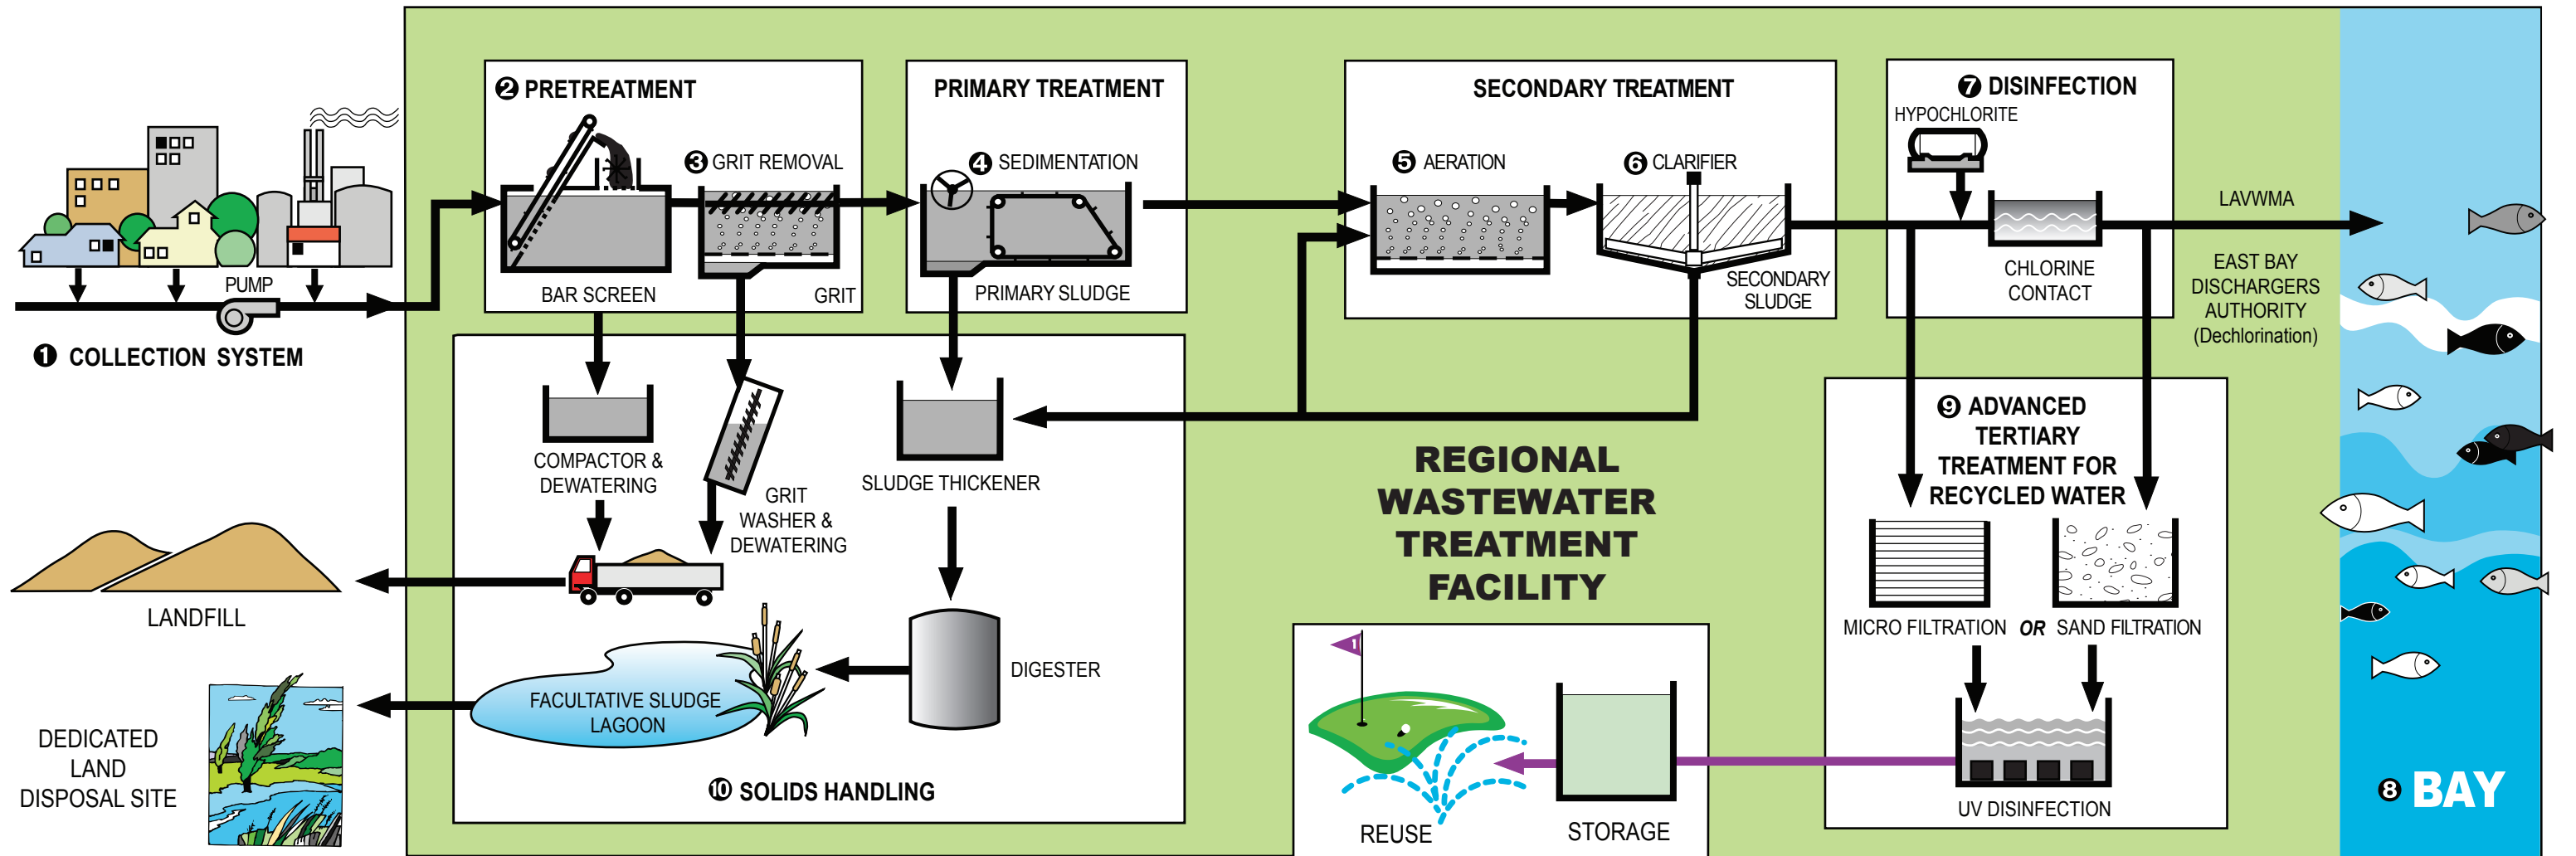 ❷ PRETREATMENT
❸ GRIT REMOVAL
BAR SCREEN
GRIT
PRIMARY TREATMENT
❹ SEDIMENTATION
PRIMARY SLUDGE
SECONDARY TREATMENT
❺ AERATION
❻ CLARIFIER
SECONDARY
SLUDGE
❼ DISINFECTION
HYPOCHLORITE
CHLORINE
CONTACT
LAVWMA
EAST BAY
DISCHARGERS
AUTHORITY
(Dechlorination)
PUMP
❶ COLLECTION SYSTEM
COMPACTOR &
DEWATERING
GRIT
WASHER &
DEWATERING
SLUDGE THICKENER
REGIONAL
WASTEWATER
TREATMENT
FACILITY
❾ ADVANCED
TERTIARY
TREATMENT FOR
RECYCLED WATER
MICRO FILTRATION OR SAND FILTRATION
UV DISINFECTION
LANDFILL
DIGESTER
FACULTATIVE SLUDGE
LAGOON
DEDICATED
LAND
DISPOSAL SITE
❿ SOLIDS HANDLING
1
REUSE
STORAGE
❽ BAY